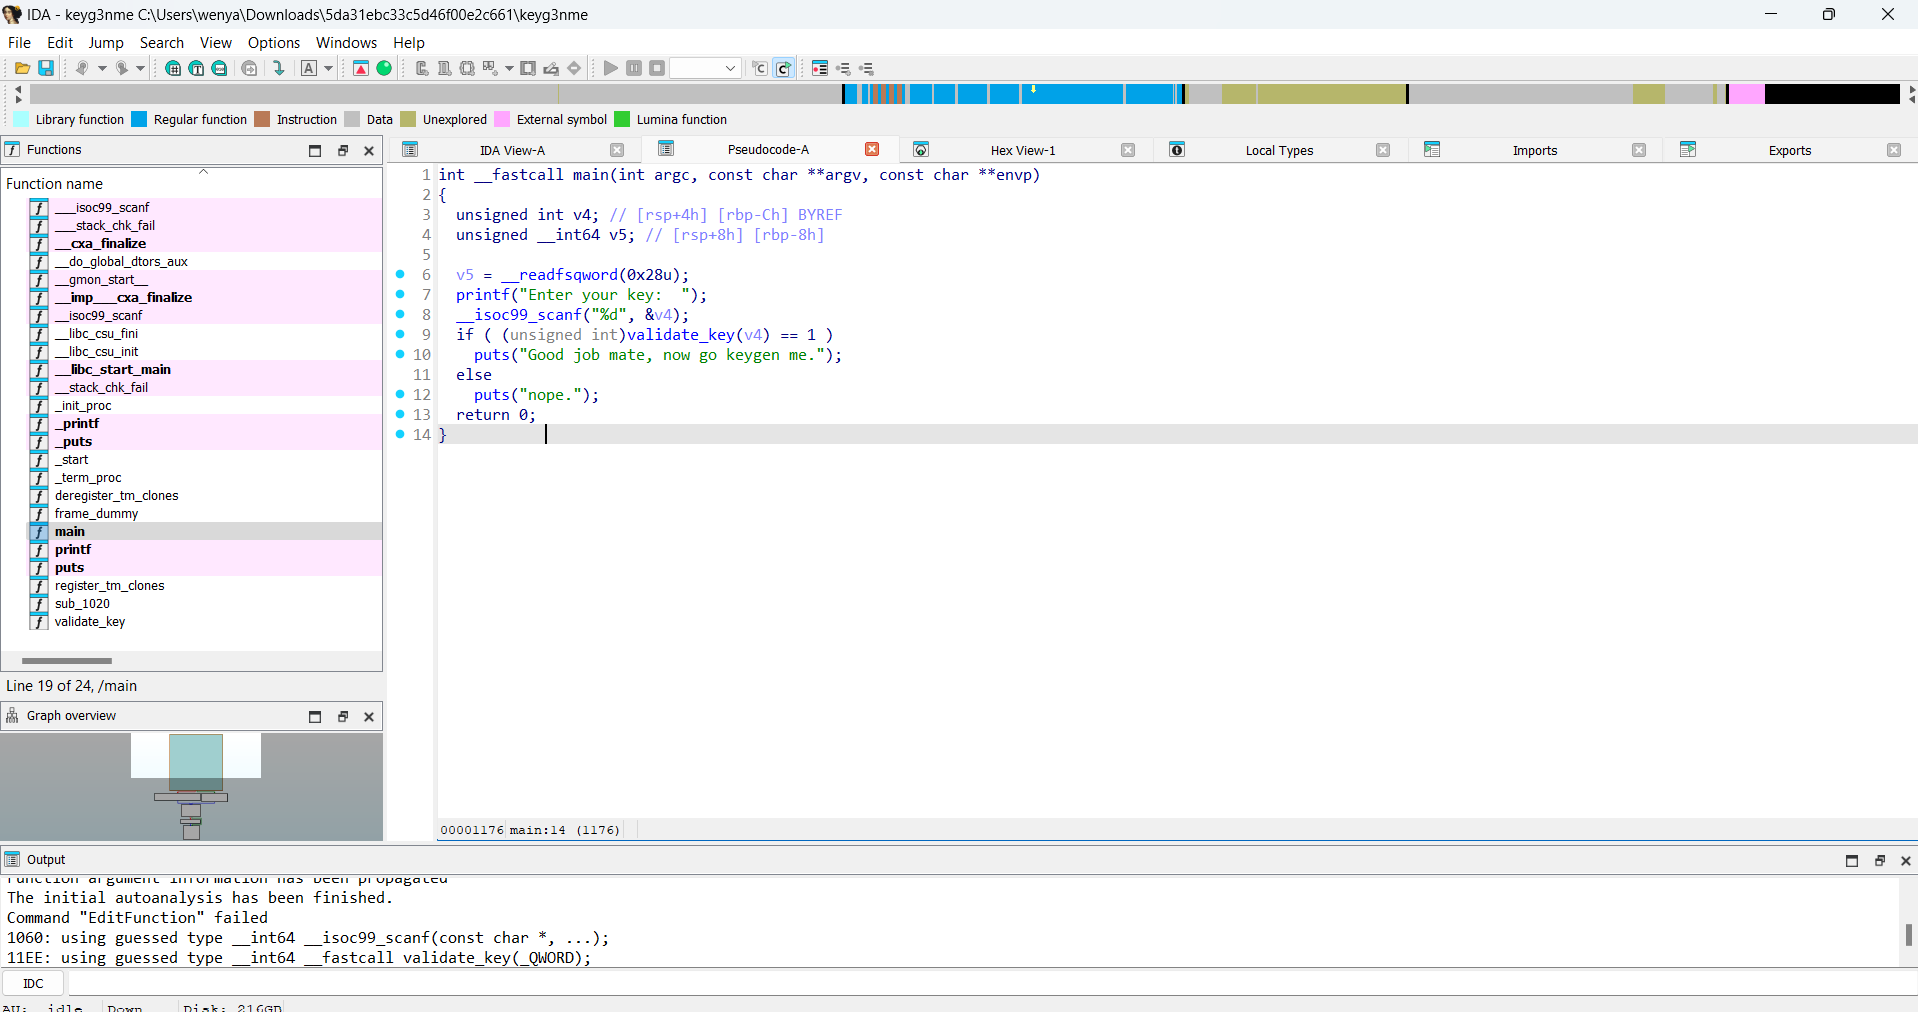 IDA - keyg3nme C:\Users\wenya\Downloads\5da31ebc33c5d46f00e2c661\keyg3nme
File Edit Jump Search View Options Windows Help
Library function Regular function Instruction Data Unexplored External symbol Lumina function
Functions
Function name
___isoc99_scanf
___stack_chk_fail
__cxa_finalize
__do_global_dtors_aux
__gmon_start__
__imp___cxa_finalize
__isoc99_scanf
__libc_csu_fini
__libc_csu_init
__libc_start_main
__stack_chk_fail
_init_proc
_printf
_puts
_start
_term_proc
deregister_tm_clones
frame_dummy
main
printf
puts
register_tm_clones
sub_1020
validate_key
Line 19 of 24, /main
Graph overview
IDA View-A Pseudocode-A Hex View-1 Local Types Imports Exports
1 int __fastcall main(int argc, const char **argv, const char **envp)
2 {
3 unsigned int v4; // [rsp+4h] [rbp-Ch] BYREF
4 unsigned __int64 v5; // [rsp+8h] [rbp-8h]
5
6 v5 = __readfsqword(0x28u);
7 printf("Enter your key:  ");
8 __isoc99_scanf("%d", &v4);
9 if ( (unsigned int)validate_key(v4) == 1 )
10 puts("Good job mate, now go keygen me.");
11 else
12 puts("nope.");
13 return 0;
14 }
00001176 main:14 (1176)
Output
Function argument information has been propagated
The initial autoanalysis has been finished.
Command "EditFunction" failed
1060: using guessed type __int64 __isoc99_scanf(const char *, ...);
11EE: using guessed type __int64 __fastcall validate_key(_QWORD);
IDC
AU: idle Down Disk: 216GB